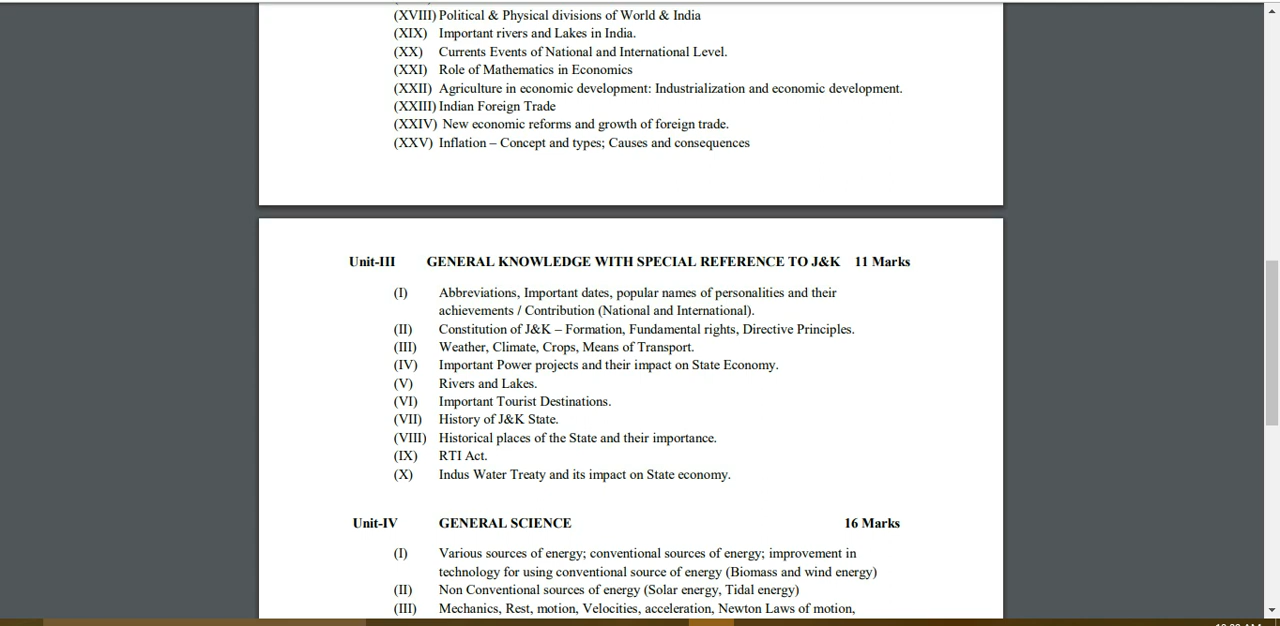 (XVIII) Political & Physical divisions of World & India
(XIX) Important rivers and Lakes in India.
(XX) Currents Events of National and International Level.
(XXI) Role of Mathematics in Economics
(XXII) Agriculture in economic development: Industrialization and economic development.
(XXIII) Indian Foreign Trade
(XXIV) New economic reforms and growth of foreign trade.
(XXV) Inflation – Concept and types; Causes and consequences
Unit-III GENERAL KNOWLEDGE WITH SPECIAL REFERENCE TO J&K 11 Marks
(I) Abbreviations, Important dates, popular names of personalities and their
achievements / Contribution (National and International).
(II) Constitution of J&K – Formation, Fundamental rights, Directive Principles.
(III) Weather, Climate, Crops, Means of Transport.
(IV) Important Power projects and their impact on State Economy.
(V) Rivers and Lakes.
(VI) Important Tourist Destinations.
(VII) History of J&K State.
(VIII) Historical places of the State and their importance.
(IX) RTI Act.
(X) Indus Water Treaty and its impact on State economy.
Unit-IV GENERAL SCIENCE 16 Marks
(I) Various sources of energy; conventional sources of energy; improvement in
technology for using conventional source of energy (Biomass and wind energy)
(II) Non Conventional sources of energy (Solar energy, Tidal energy)
(III) Mechanics, Rest, motion, Velocities, acceleration, Newton Laws of motion,